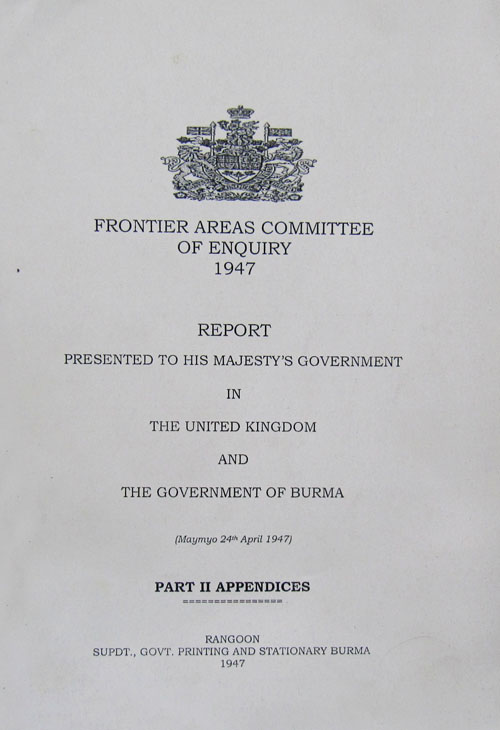 FRONTIER AREAS COMMITTEE
OF ENQUIRY
1947
REPORT
PRESENTED TO HIS MAJESTY'S GOVERNMENT
IN
THE UNITED KINGDOM
AND
THE GOVERNMENT OF BURMA
(Maymyo 24th April 1947)
PART II APPENDICES
RANGOON
SUPDT., GOVT. PRINTING AND STATIONARY BURMA
1947